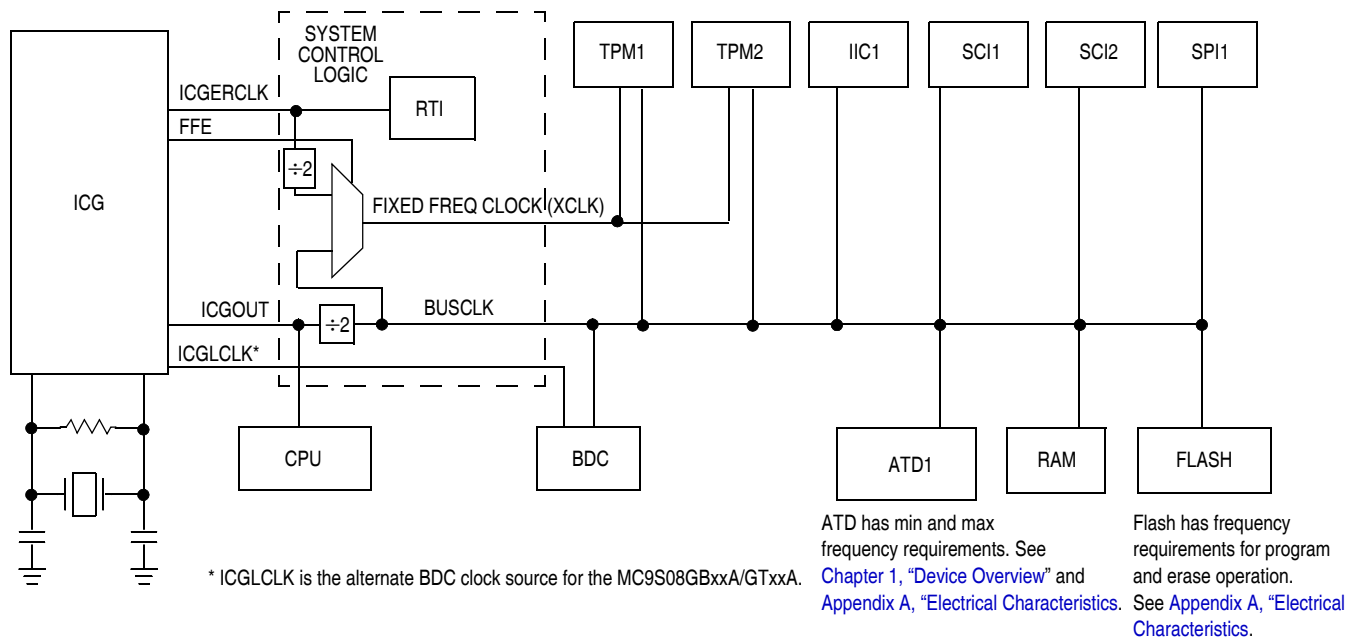 SYSTEM
CONTROL
LOGIC
TPM1
TPM2
IIC1
SCI1
SCI2
SPI1
ICGERCLK
RTI
FFE
÷2
ICG
FIXED FREQ CLOCK (XCLK)
ICGOUT
÷2
BUSCLK
ICGLCLK*
CPU
BDC
ATD1
RAM
FLASH
ATD has min and max
frequency requirements. See
Chapter 1, “Device Overview” and
Appendix A, “Electrical Characteristics.
Flash has frequency
requirements for program
and erase operation.
See Appendix A, “Electrical
Characteristics.
* ICGLCLK is the alternate BDC clock source for the MC9S08GBxxA/GTxxA.